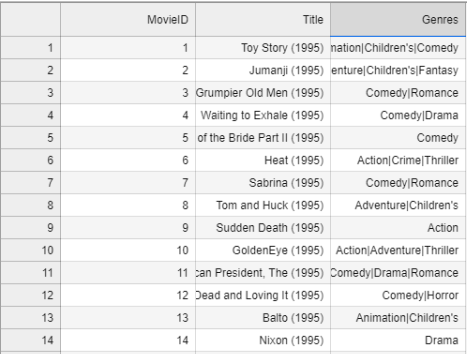 MovieID Title Genres
1 1 Toy Story (1995) mation|Children's|Comedy
2 2 Jumanji (1995) enture|Children's|Fantasy
3 3 Grumpier Old Men (1995) Comedy|Romance
4 4 Waiting to Exhale (1995) Comedy|Drama
5 5 of the Bride Part II (1995) Comedy
6 6 Heat (1995) Action|Crime|Thriller
7 7 Sabrina (1995) Comedy|Romance
8 8 Tom and Huck (1995) Adventure|Children's
9 9 Sudden Death (1995) Action
10 10 GoldenEye (1995) Action|Adventure|Thriller
11 11 can President, The (1995) Comedy|Drama|Romance
12 12 Dead and Loving It (1995) Comedy|Horror
13 13 Balto (1995) Animation|Children's
14 14 Nixon (1995) Drama